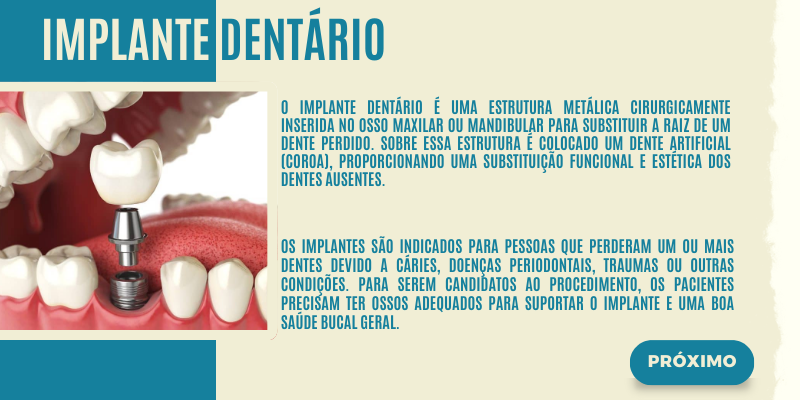 IMPLANTE DENTÁRIO
O IMPLANTE DENTÁRIO É UMA ESTRUTURA METÁLICA CIRURGICAMENTE
INSERIDA NO OSSO MAXILAR OU MANDIBULAR PARA SUBSTITUIR A RAIZ DE UM
DENTE PERDIDO. SOBRE ESSA ESTRUTURA É COLOCADO UM DENTE ARTIFICIAL
(COROA), PROPORCIONANDO UMA SUBSTITUIÇÃO FUNCIONAL E ESTÉTICA DOS
DENTES AUSENTES.
OS IMPLANTES SÃO INDICADOS PARA PESSOAS QUE PERDERAM UM OU MAIS
DENTES DEVIDO A CÁRIES, DOENÇAS PERIODONTAIS, TRAUMAS OU OUTRAS
CONDIÇÕES. PARA SEREM CANDIDATOS AO PROCEDIMENTO, OS PACIENTES
PRECISAM TER OSSOS ADEQUADOS PARA SUPORTAR O IMPLANTE E UMA BOA
SAÚDE BUCAL GERAL.
PRÓXIMO